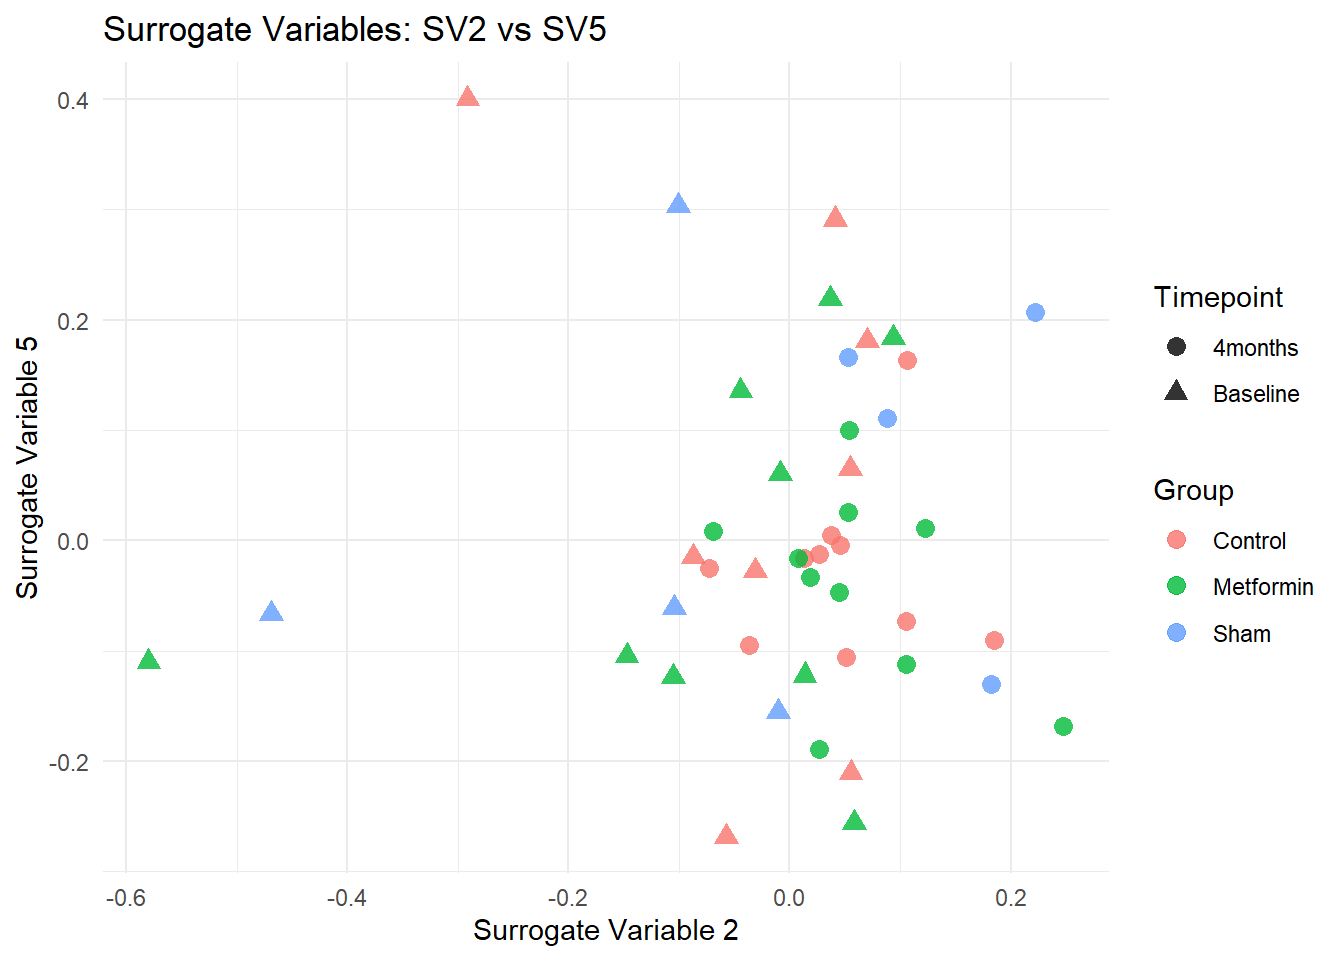 Surrogate Variables: SV2 vs SV5
0.4
0.2
0.0
-0.2
Surrogate Variable 5
-0.6
-0.4
-0.2
0.0
0.2
Surrogate Variable 2
Timepoint
4months
Baseline
Group
Control
Metformin
Sham